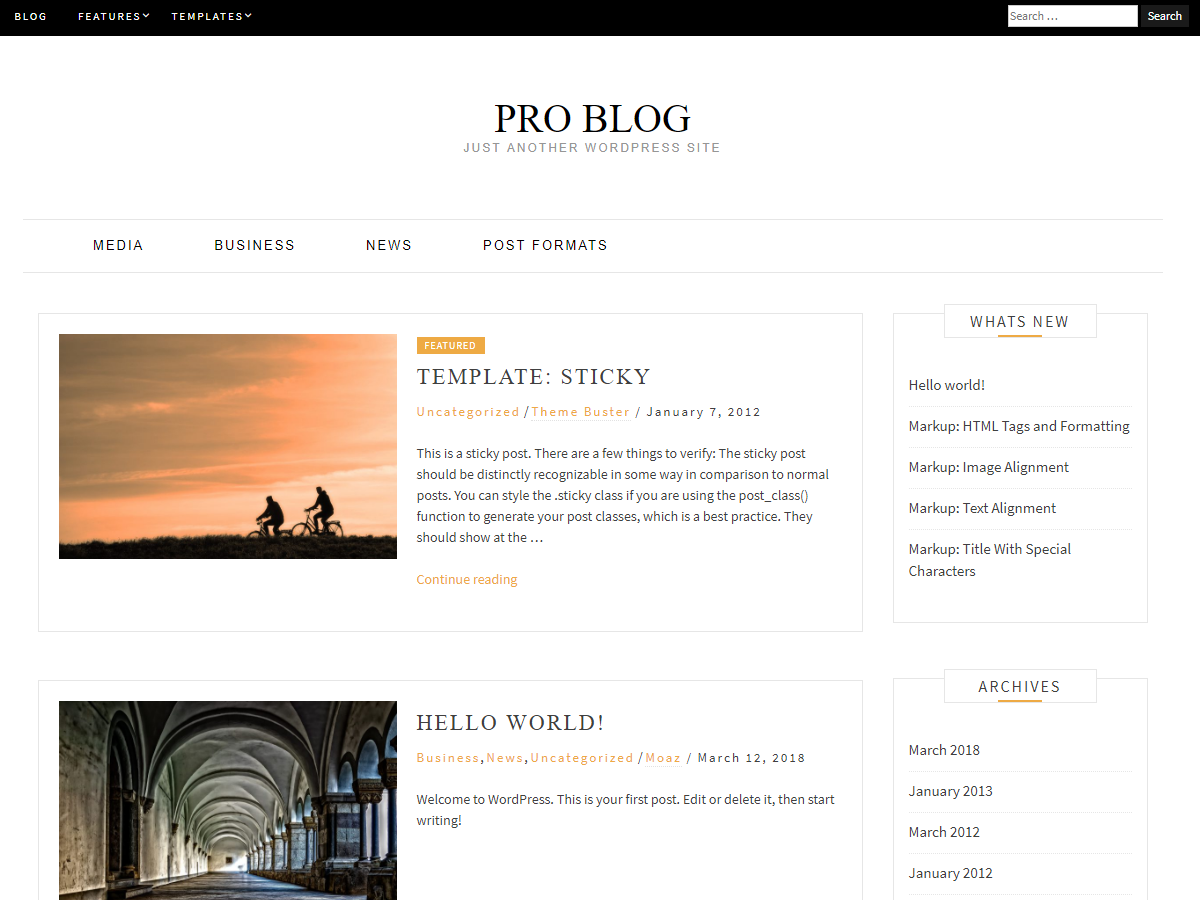 BLOG FEATURES TEMPLATES Search … Search
PRO BLOG
JUST ANOTHER WORDPRESS SITE
MEDIA BUSINESS NEWS POST FORMATS
FEATURED
TEMPLATE: STICKY
Uncategorized / Theme Buster / January 7, 2012
This is a sticky post. There are a few things to verify: The sticky post
should be distinctly recognizable in some way in comparison to normal
posts. You can style the .sticky class if you are using the post_class()
function to generate your post classes, which is a best practice. They
should show at the …
Continue reading
HELLO WORLD!
Business, News, Uncategorized / Moaz / March 12, 2018
Welcome to WordPress. This is your first post. Edit or delete it, then start
writing!
WHATS NEW
Hello world!
Markup: HTML Tags and Formatting
Markup: Image Alignment
Markup: Text Alignment
Markup: Title With Special
Characters
ARCHIVES
March 2018
January 2013
March 2012
January 2012